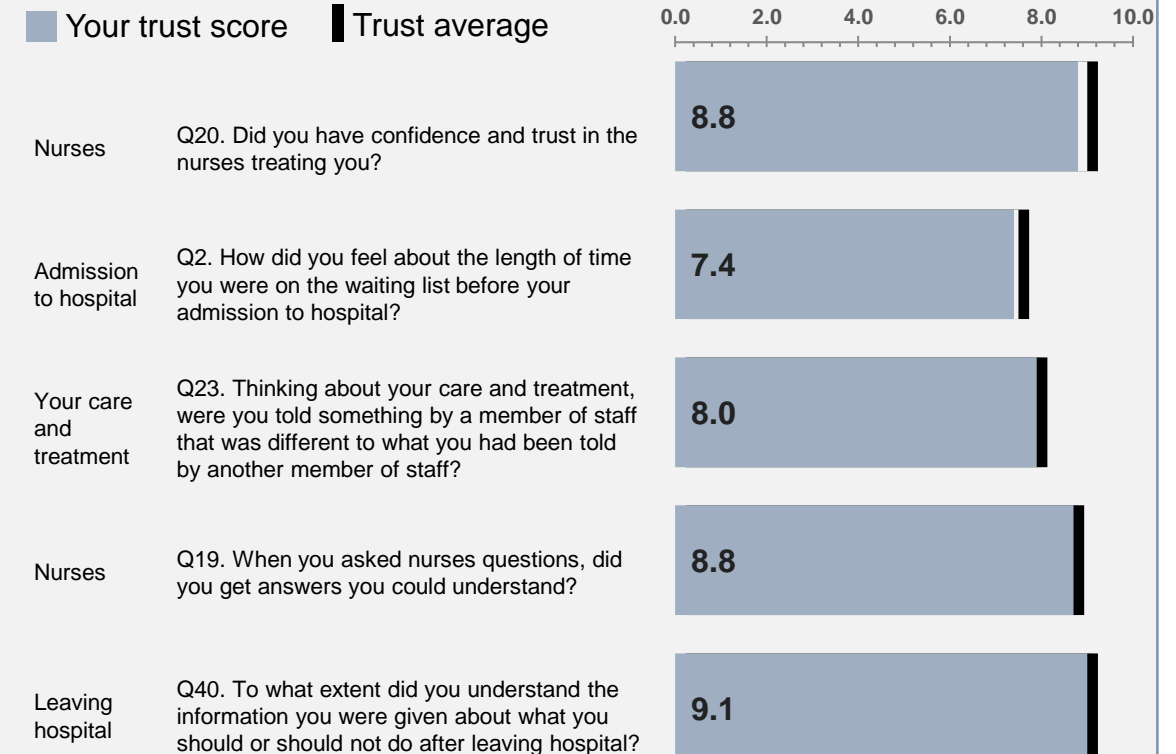 Your trust score
Trust average
0.0 2.0 4.0 6.0 8.0 10.0
Nurses
Q20. Did you have confidence and trust in the
nurses treating you?
8.8
Admission
to hospital
Q2. How did you feel about the length of time
you were on the waiting list before your
admission to hospital?
7.4
Your care
and
treatment
Q23. Thinking about your care and treatment,
were you told something by a member of staff
that was different to what you had been told
by another member of staff?
8.0
Nurses
Q19. When you asked nurses questions, did
you get answers you could understand?
8.8
Leaving
hospital
Q40. To what extent did you understand the
information you were given about what you
should or should not do after leaving hospital?
9.1